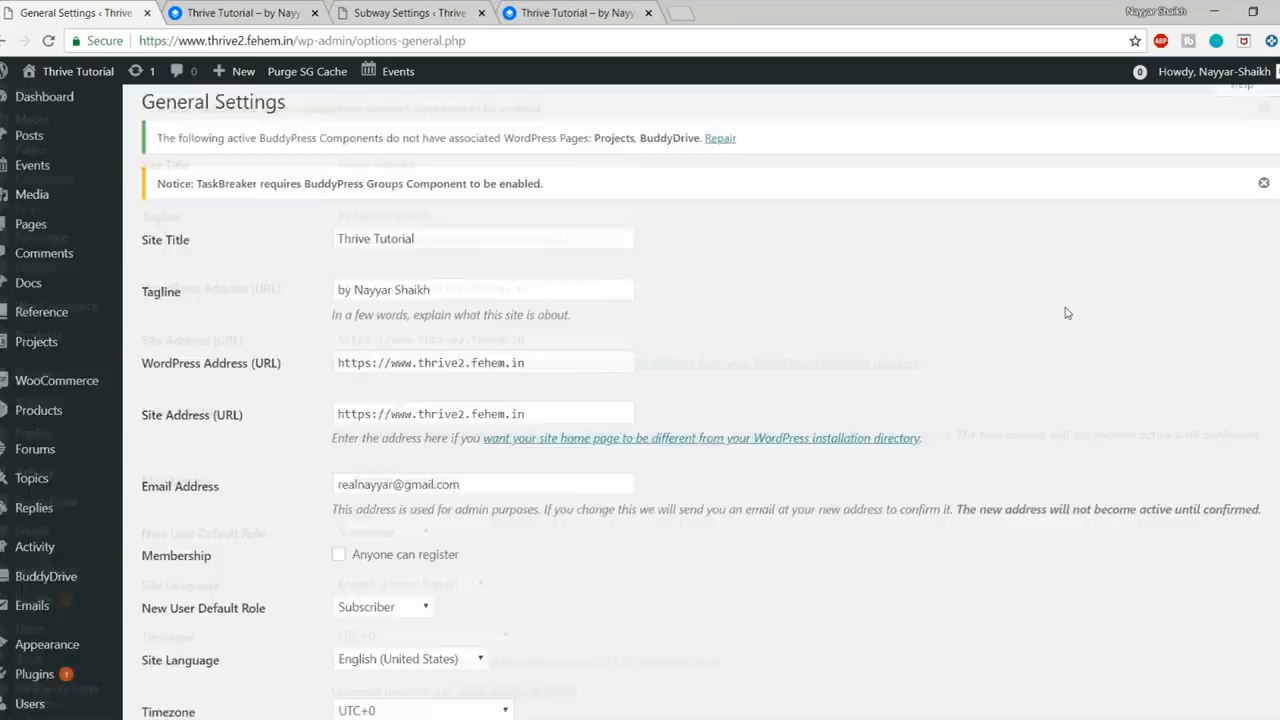 General Settings ‹ Thrive
Thrive Tutorial – by Nayy
Subway Settings ‹ Thrive
Thrive Tutorial – by Nayy
Nayyar Shaikh
Secure
https://www.thrive2.fehem.in/wp-admin/options-general.php
ABP
Thrive Tutorial
1
0
New
Purge SG Cache
Events
0
Howdy, Nayyar-Shaikh
Help
Dashboard
Posts
Events
Media
Pages
Comments
Docs
Reference
Projects
WooCommerce
Products
Forums
Topics
Replies
Activity
BuddyDrive
Emails
Appearance
Plugins 1
Users
General Settings
The following active BuddyPress Components do not have associated WordPress Pages: Projects, BuddyDrive. Repair
Notice: TaskBreaker requires BuddyPress Groups Component to be enabled.
Site Title
Thrive Tutorial
Tagline
by Nayyar Shaikh
In a few words, explain what this site is about.
WordPress Address (URL)
https://www.thrive2.fehem.in
Site Address (URL)
https://www.thrive2.fehem.in
Enter the address here if you want your site home page to be different from your WordPress installation directory.
Email Address
realnayyar@gmail.com
This address is used for admin purposes. If you change this we will send you an email at your new address to confirm it. The new address will not become active until confirmed.
Membership
Anyone can register
New User Default Role
Subscriber
Site Language
English (United States)
Timezone
UTC+0